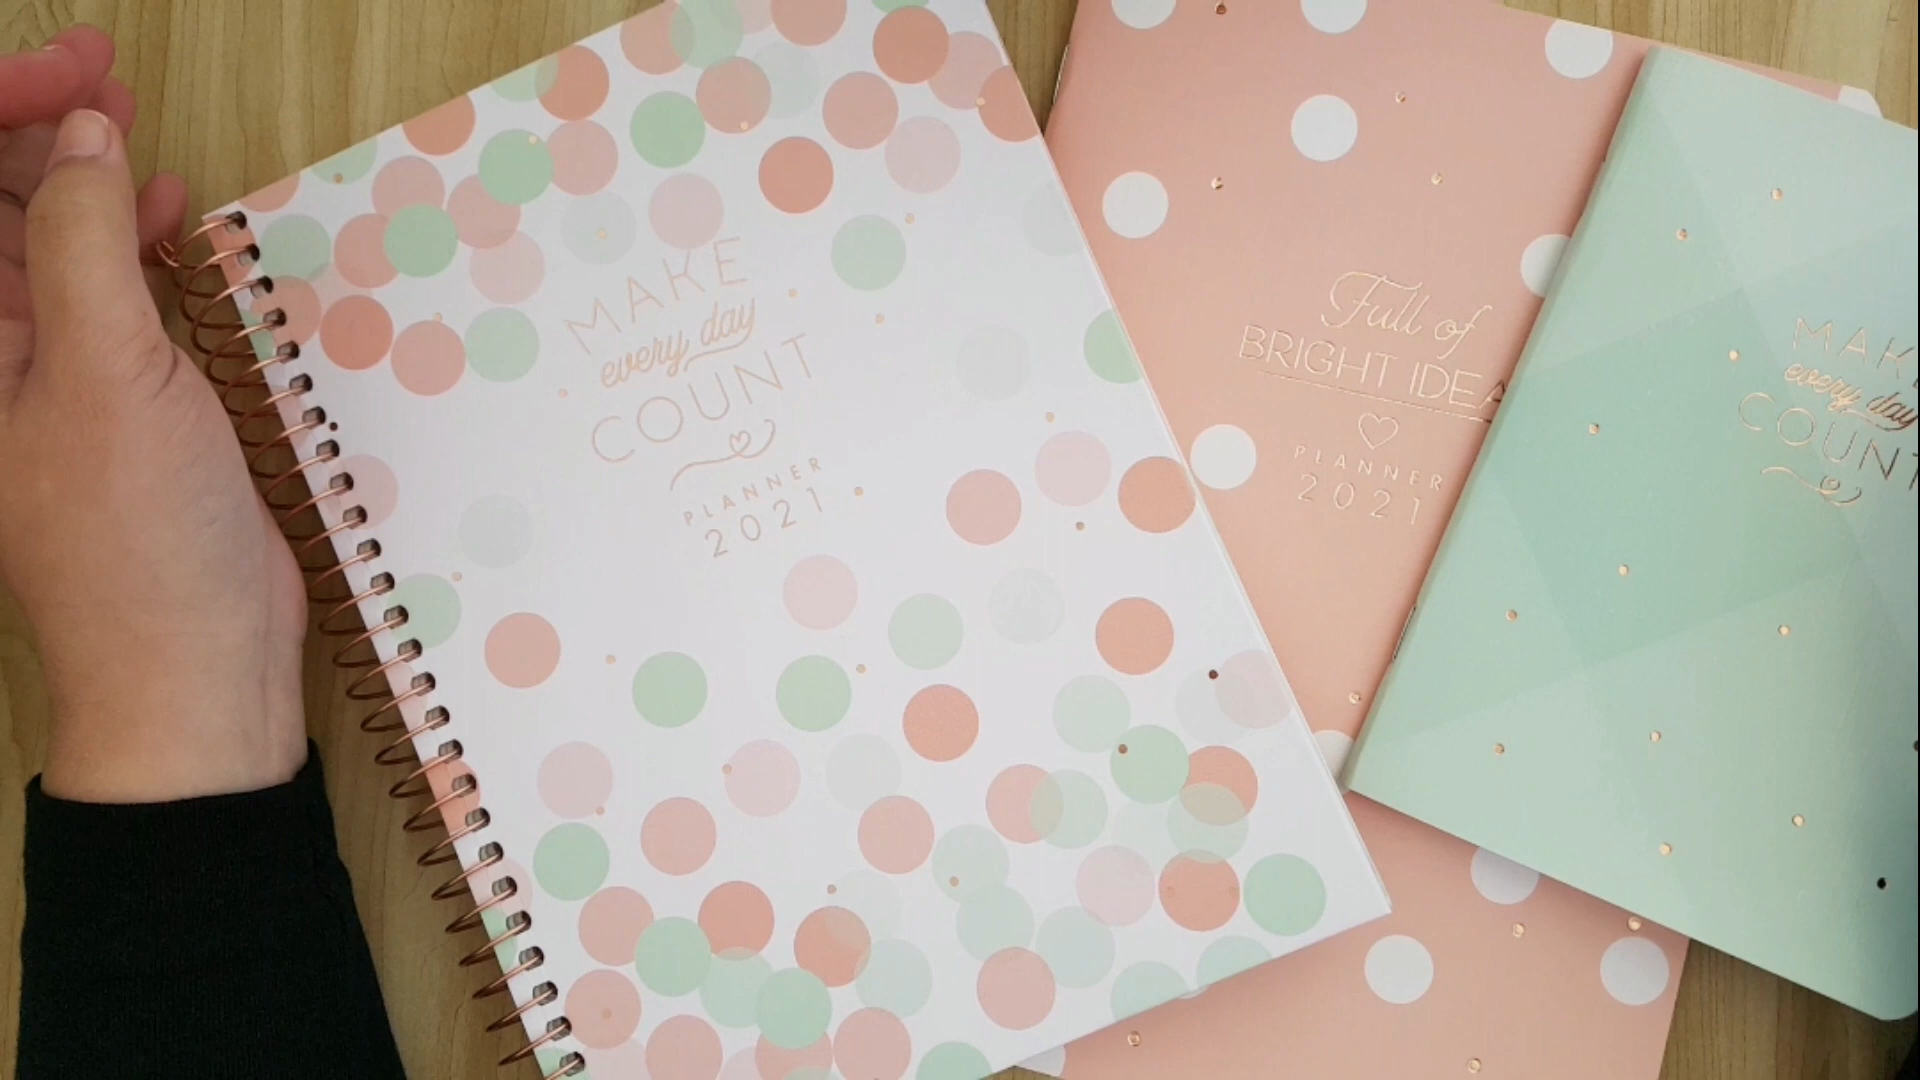 MAKE
every day
COUNT
PLANNER
2021
Full of
BRIGHT IDEA
PLANNER
2021
MAK
every day
COUNT